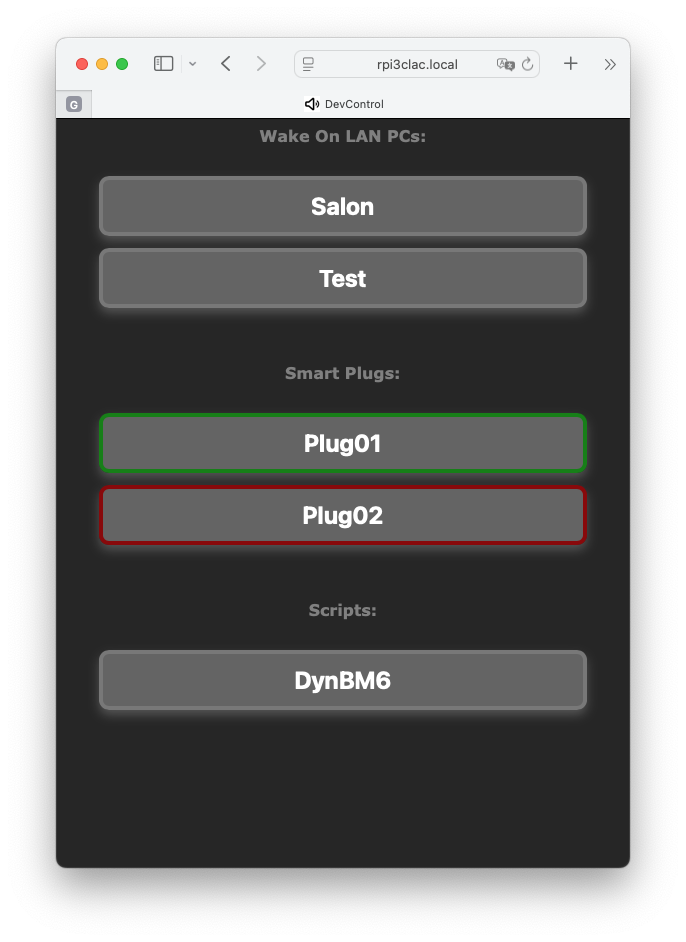 rpi3clac.local
G
DevControl
Wake On LAN PCs:
Salon
Test
Smart Plugs:
Plug01
Plug02
Scripts:
DynBM6